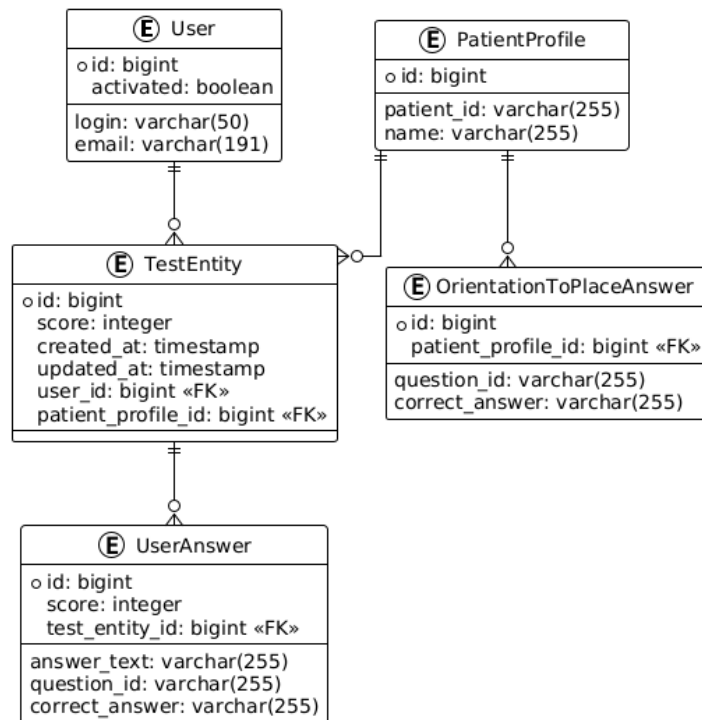 E User
id: bigint
activated: boolean
login: varchar(50)
email: varchar(191)
E PatientProfile
id: bigint
patient_id: varchar(255)
name: varchar(255)
E TestEntity
id: bigint
score: integer
created_at: timestamp
updated_at: timestamp
user_id: bigint «FK»
patient_profile_id: bigint «FK»
E OrientationToPlaceAnswer
id: bigint
patient_profile_id: bigint «FK»
question_id: varchar(255)
correct_answer: varchar(255)
E UserAnswer
id: bigint
score: integer
test_entity_id: bigint «FK»
answer_text: varchar(255)
question_id: varchar(255)
correct_answer: varchar(255)